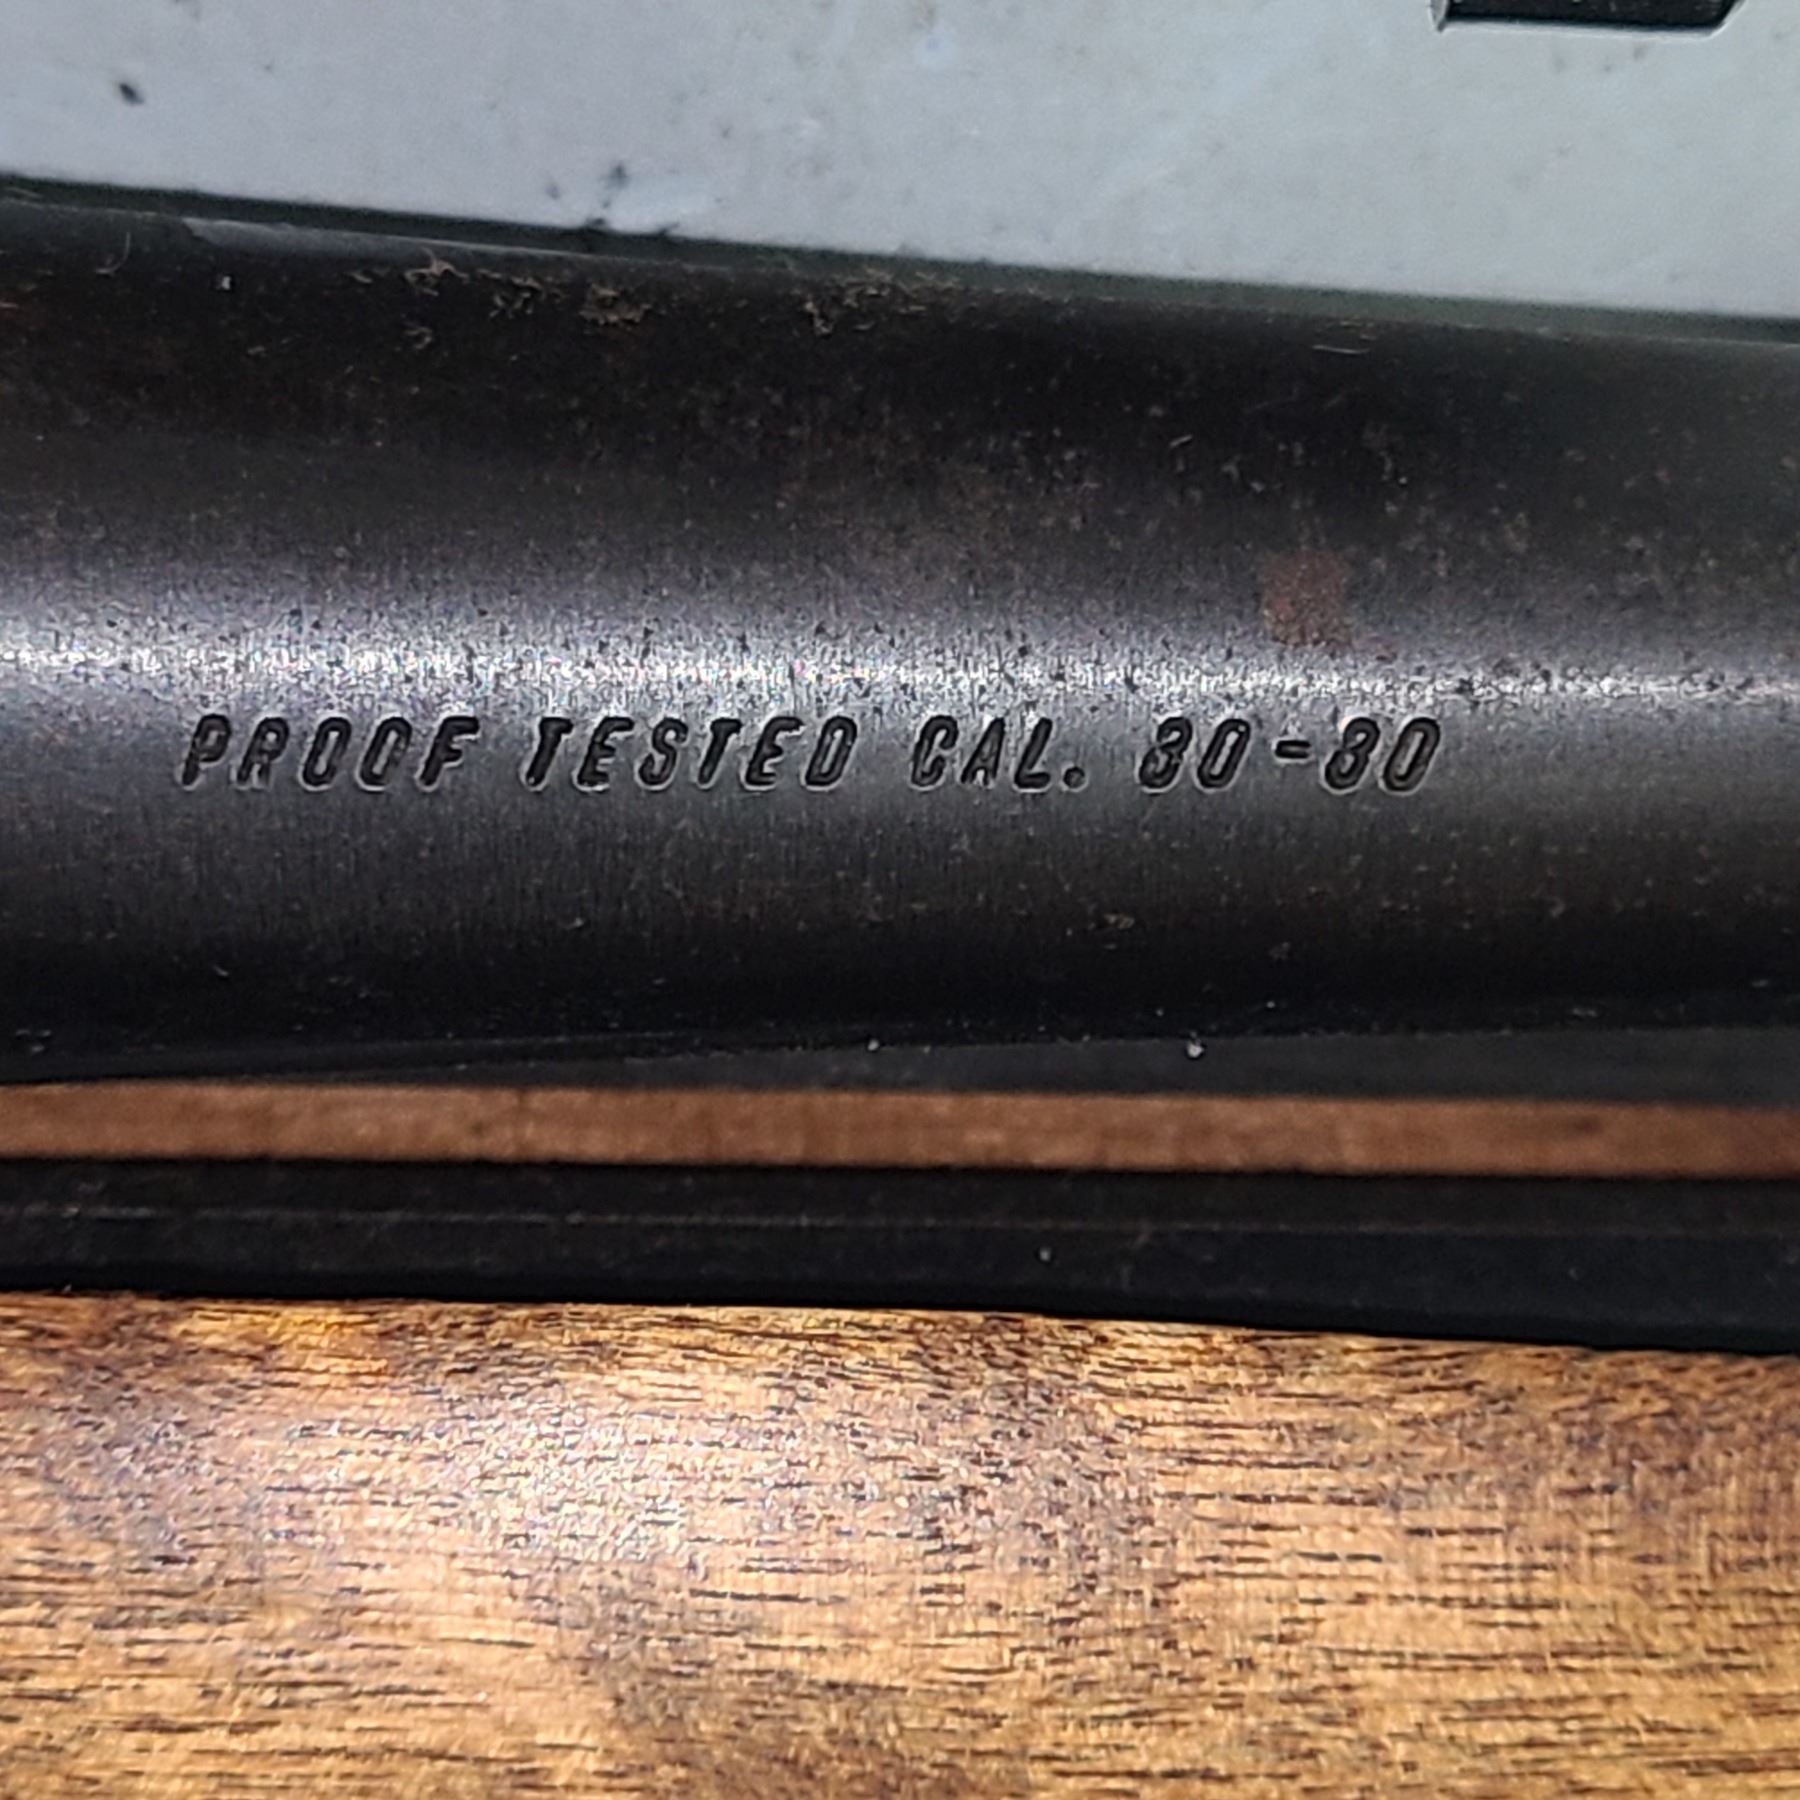 PROOF TESTED CAL. 30-30